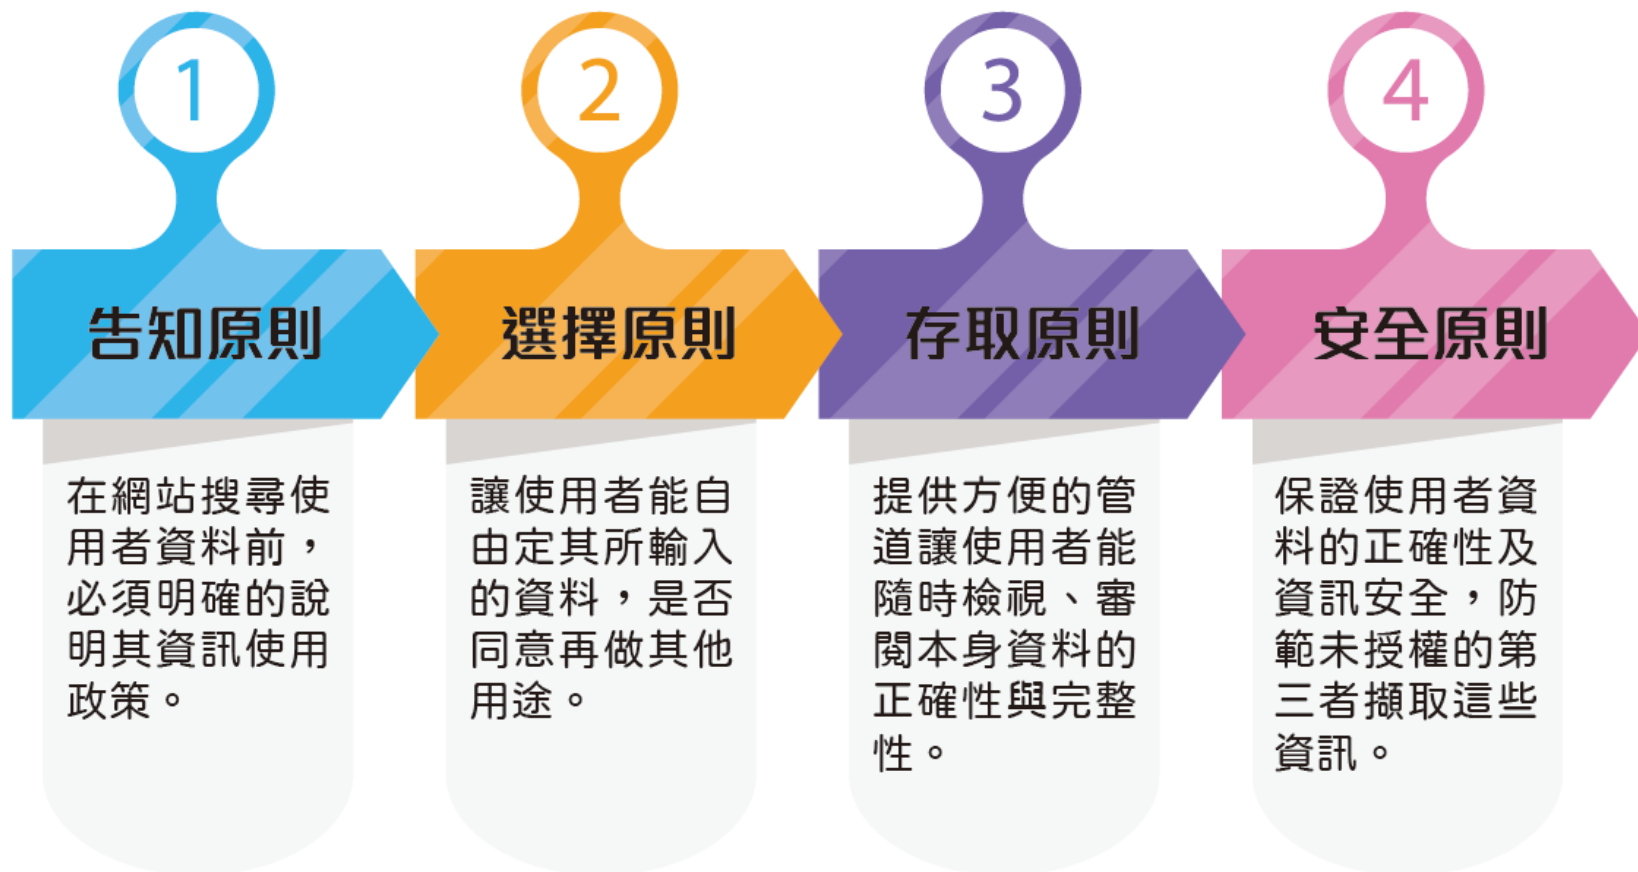 1
告知原則
在網站搜尋使
用者資料前，
必須明確的說
明其資訊使用
政策。
2
選擇原則
讓使用者能自
由定其所輸入
的資料，是否
同意再做其他
用途。
3
存取原則
提供方便的管
道讓使用者能
隨時檢視、審
閱本身資料的
正確性與完整
性。
4
安全原則
保證使用者資
料的正確性及
資訊安全，防
範未授權的第
三者擷取這些
資訊。